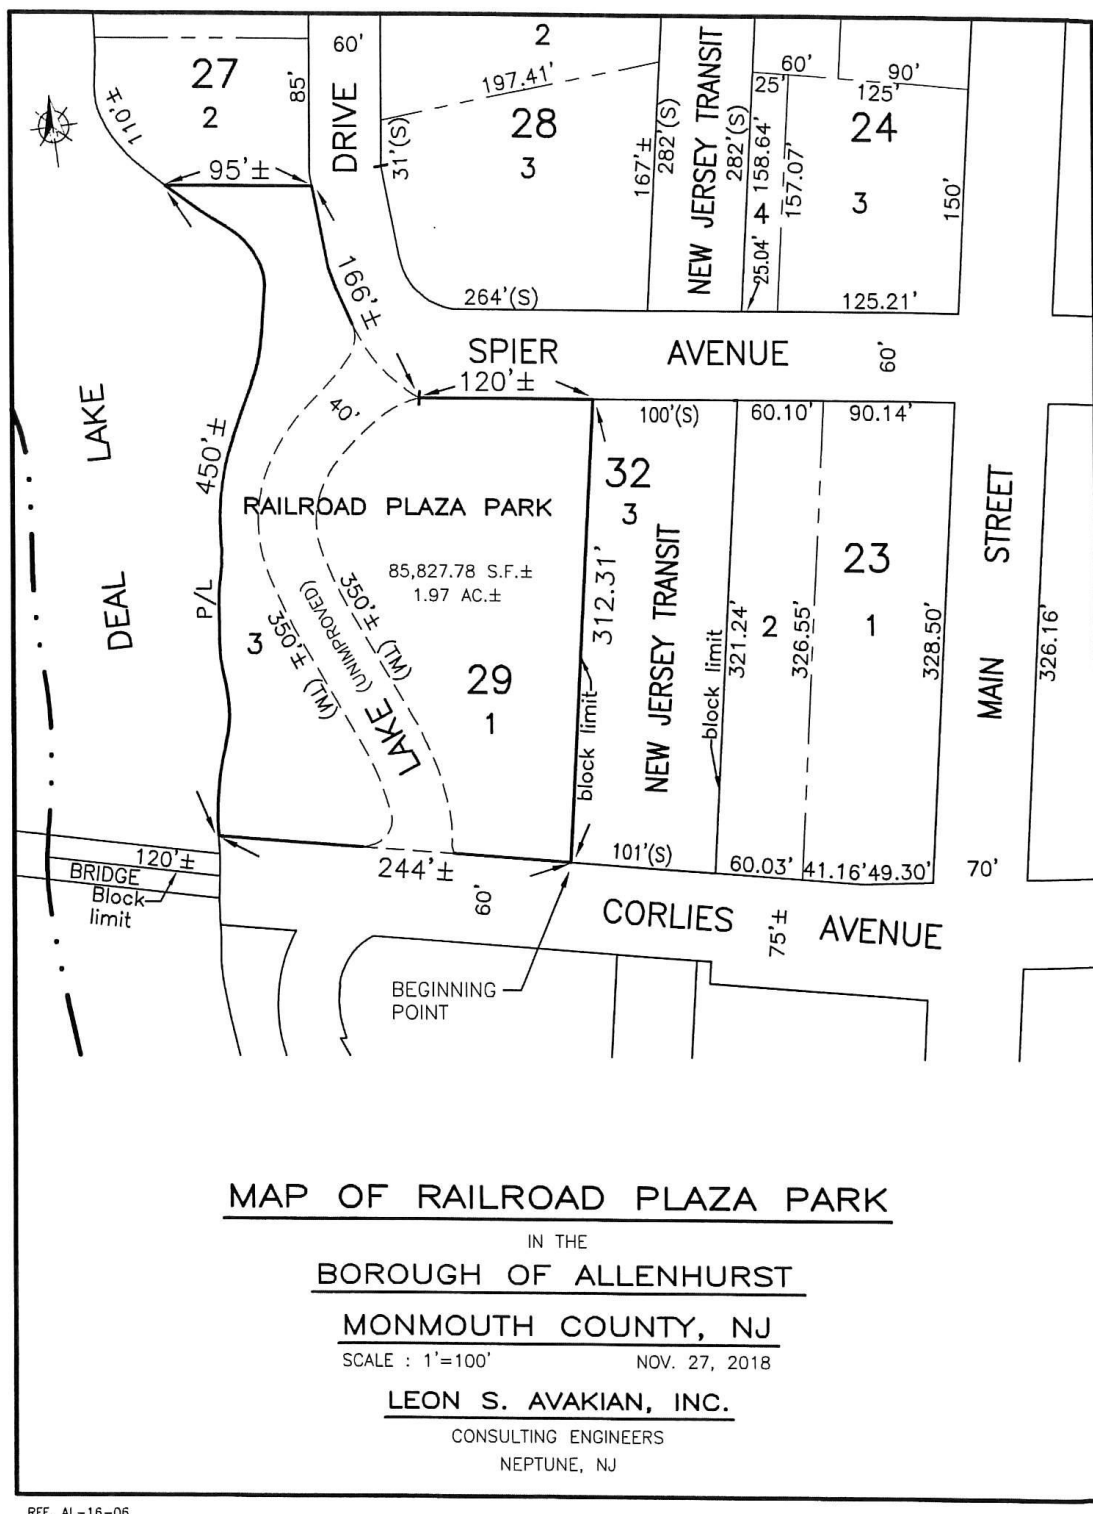 2
60'
27
85'
2
110'±
DRIVE
197.41'
28
3
31'(S)
167'±
282'(S)
NEW JERSEY TRANSIT
282'(S)
60'
90'
25'
125'
24
158.64'
157.07'
4
3
150'
25.04'
95'±
166'±
264'(S)
125.21'
SPIER AVENUE
60'
120'±
100'(S)
60.10'
90.14'
40'
LAKE
DEAL
450'±
P/L
RAILROAD PLAZA PARK
85,827.78 S.F.±
1.97 AC.±
350'± (TW)
350'± (TW)
(UNIMPROVED)
LAKE
3
29
1
312.31'
block limit
32
3
NEW JERSEY TRANSIT
block limit
321.24'
2
326.55'
23
1
328.50'
MAIN STREET
326.16'
120'±
BRIDGE
Block
limit
244'±
60'
101'(S)
60.03'
41.16'
49.30'
70'
CORLIES AVENUE
75'±
BEGINNING
POINT
MAP OF RAILROAD PLAZA PARK
IN THE
BOROUGH OF ALLENHURST
MONMOUTH COUNTY, NJ
SCALE : 1'=100' NOV. 27, 2018
LEON S. AVAKIAN, INC.
CONSULTING ENGINEERS
NEPTUNE, NJ
REF. AL-16-06